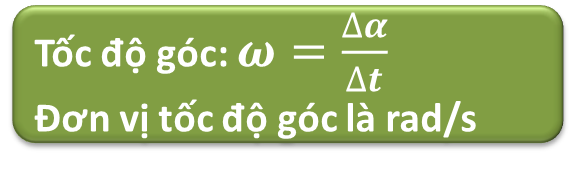 Tốc độ góc: ω = Δα/Δt
Đơn vị tốc độ góc là rad/s